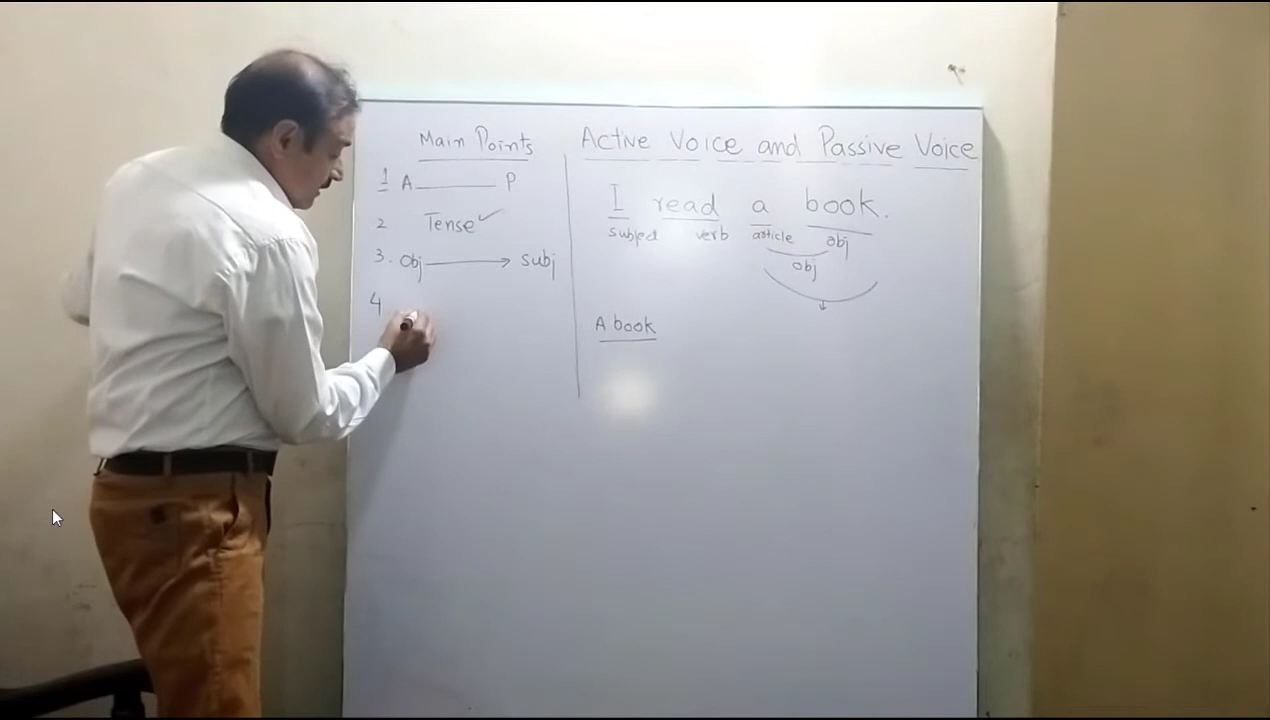 Main Points
1 A P
2 Tense ✓
3. Obj → Subj
4
Active Voice and Passive Voice
I read a book.
subject verb article obj
obj
A book